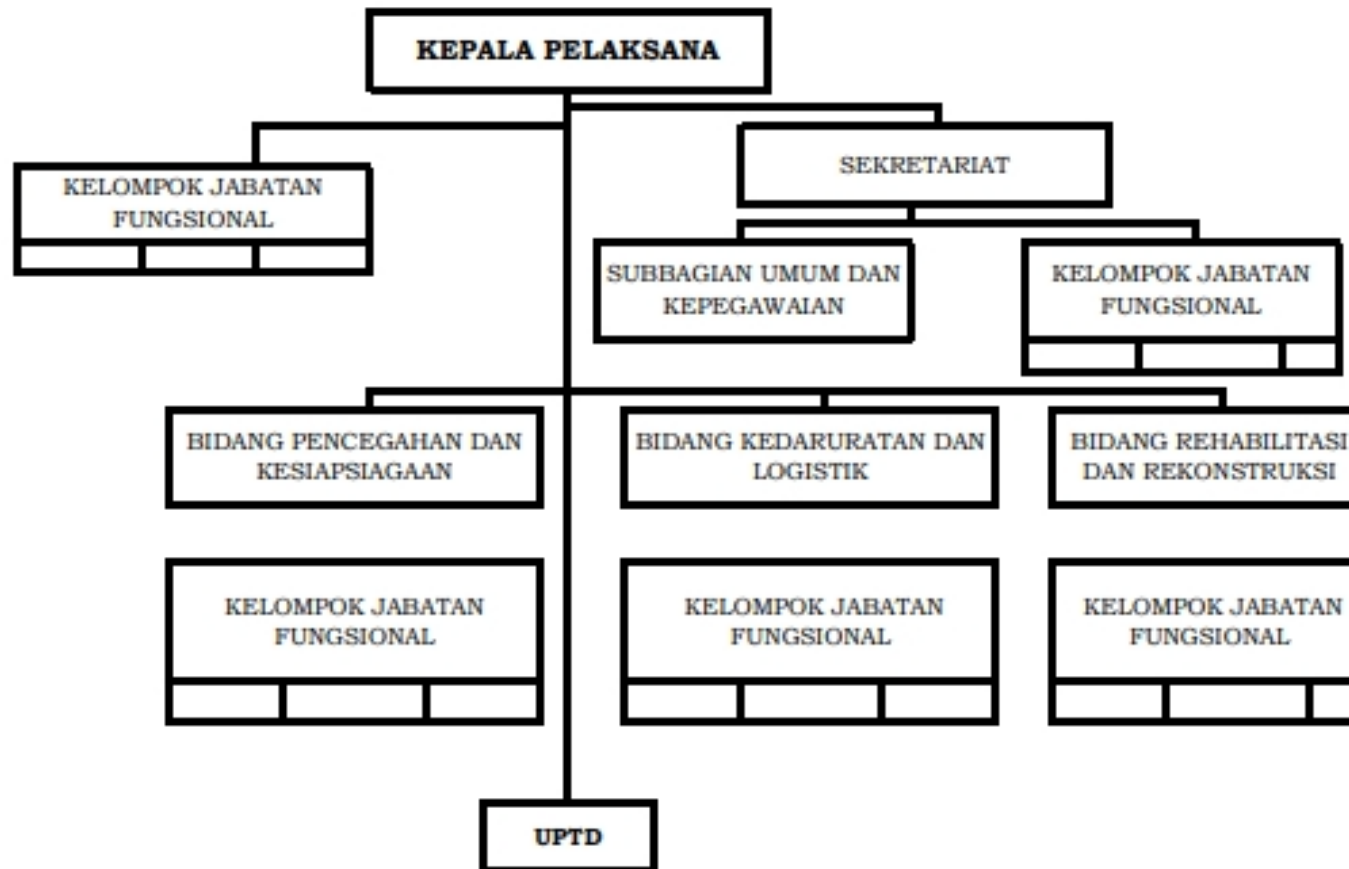 KEPALA PELAKSANA
SEKRETARIAT
KELOMPOK JABATAN
FUNGSIONAL
SUBBAGIAN UMUM DAN
KEPEGAWAIAN
KELOMPOK JABATAN
FUNGSIONAL
BIDANG PENCEGAHAN DAN
KESIAPSIAGAAN
BIDANG KEDARURATAN DAN
LOGISTIK
BIDANG REHABILITASI
DAN REKONSTRUKSI
KELOMPOK JABATAN
FUNGSIONAL
KELOMPOK JABATAN
FUNGSIONAL
KELOMPOK JABATAN
FUNGSIONAL
UPTD